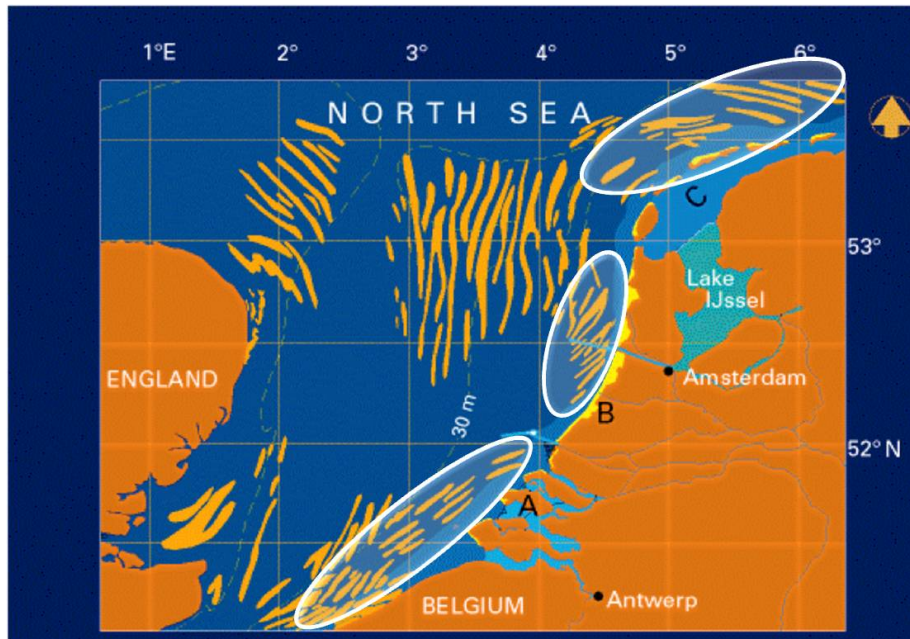 1°E 2° 3° 4° 5° 6°
NORTH SEA
C
53°
Lake
IJssel
ENGLAND
Amsterdam
30 m
B
52° N
A
BELGIUM
Antwerp